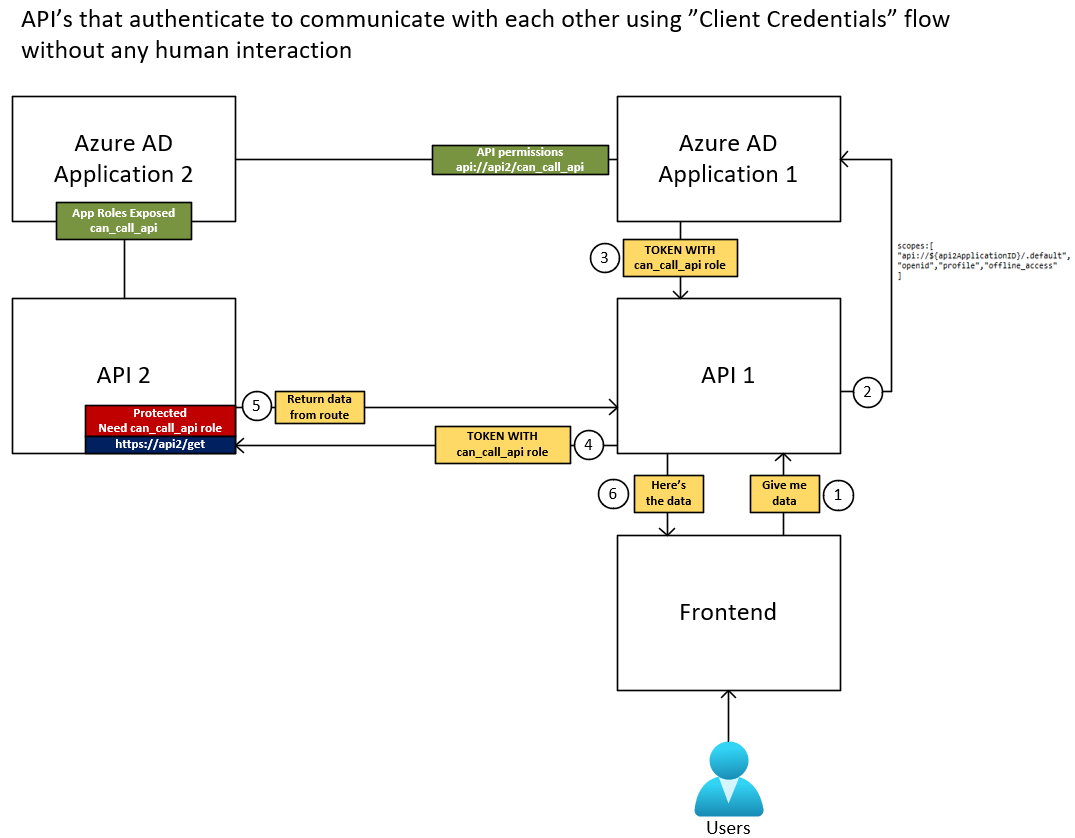 API’s that authenticate to communicate with each other using ”Client Credentials” flow
without any human interaction
Azure AD
Application 2
API permissions
api://api2/can_call_api
Azure AD
Application 1
App Roles Exposed
can_call_api
3
TOKEN WITH
can_call_api role
scopes:[
"api://${api2ApplicationID}/.default",
"openid","profile","offline_access"
]
API 2
API 1
2
Protected
Need can_call_api role
https://api2/get
5
Return data
from route
TOKEN WITH
can_call_api role
4
6
Here’s
the data
Give me
data
1
Frontend
Users